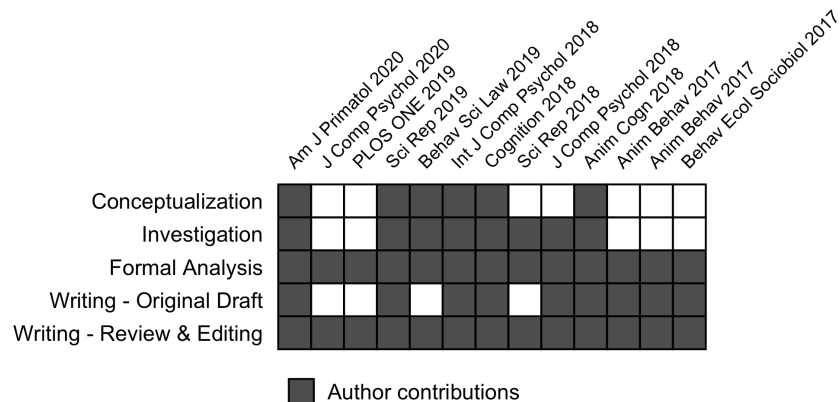 Am J Primatol 2020
J Comp Psychol 2020
PLOS ONE 2019
Sci Rep 2019
Behav Sci Law 2019
Int J Comp Psychol 2018
Cognition 2018
Sci Rep 2018
J Comp Psychol 2018
Anim Cogn 2018
Anim Behav 2017
Anim Behav 2017
Behav Ecol Sociobiol 2017
Conceptualization
Investigation
Formal Analysis
Writing - Original Draft
Writing - Review & Editing
Author contributions